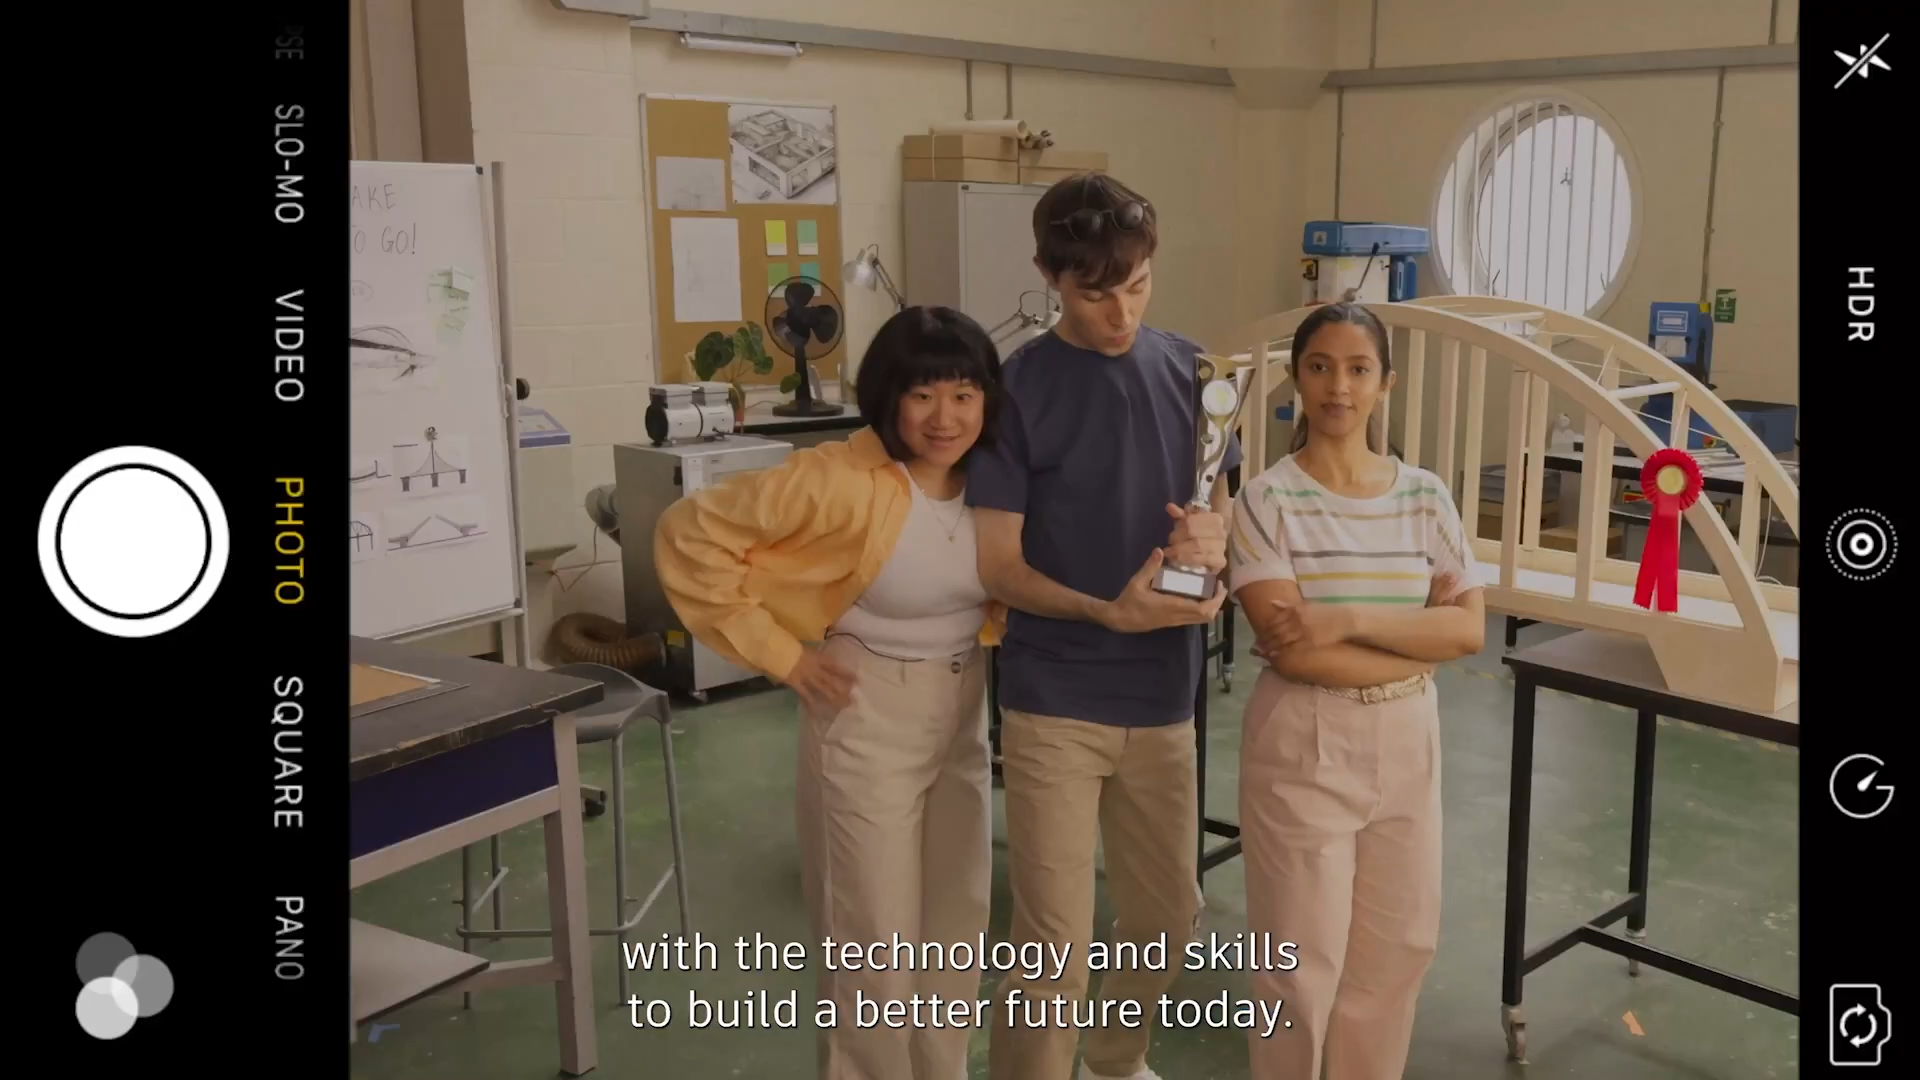 SLO-MO
VIDEO
PHOTO
SQUARE
PANO
HDR
AKE
O GO!
with the technology and skills
to build a better future today.